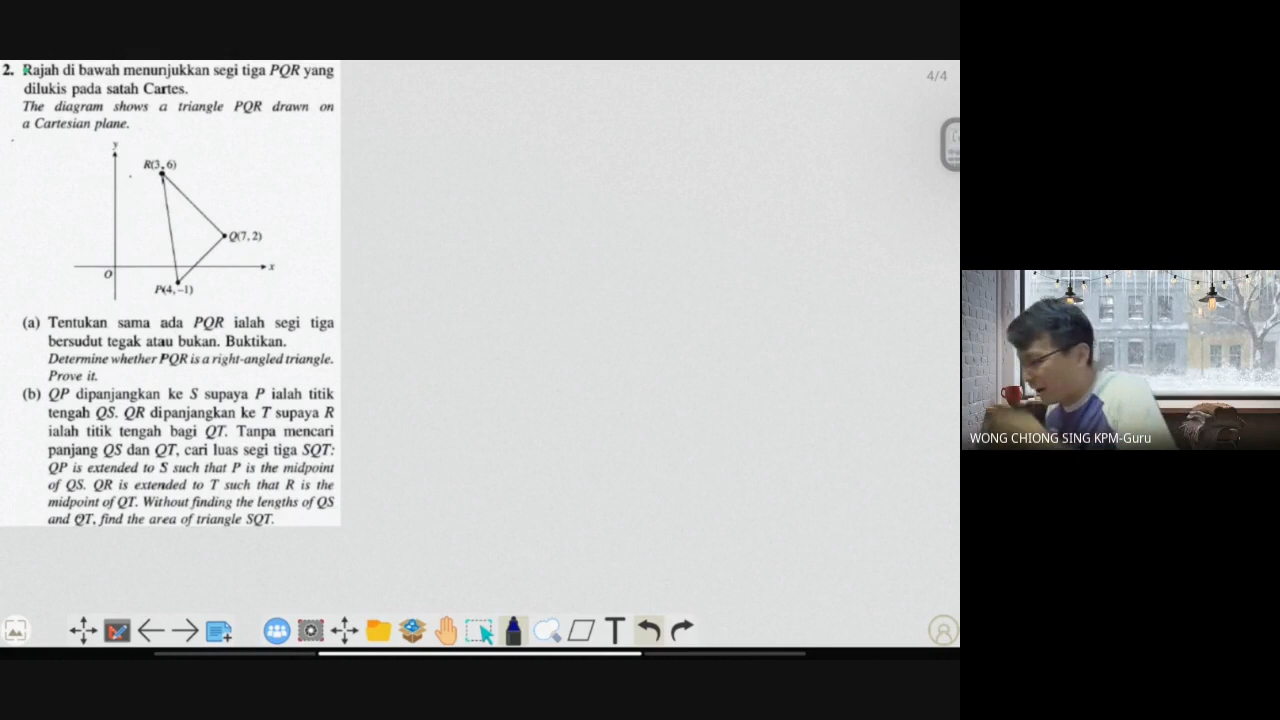 2. Rajah di bawah menunjukkan segi tiga PQR yang
dilukis pada satah Cartes.
The diagram shows a triangle PQR drawn on
a Cartesian plane.
y
R(3, 6)
Q(7, 2)
x
O
P(4, –1)
(a) Tentukan sama ada PQR ialah segi tiga
bersudut tegak atau bukan. Buktikan.
Determine whether PQR is a right-angled triangle.
Prove it.
(b) QP dipanjangkan ke S supaya P ialah titik
tengah QS. QR dipanjangkan ke T supaya R
ialah titik tengah bagi QT. Tanpa mencari
panjang QS dan QT, cari luas segi tiga SQT:
QP is extended to S such that P is the midpoint
of QS. QR is extended to T such that R is the
midpoint of QT. Without finding the lengths of QS
and QT, find the area of triangle SQT.
4/4
T
WONG CHIONG SING KPM-Guru